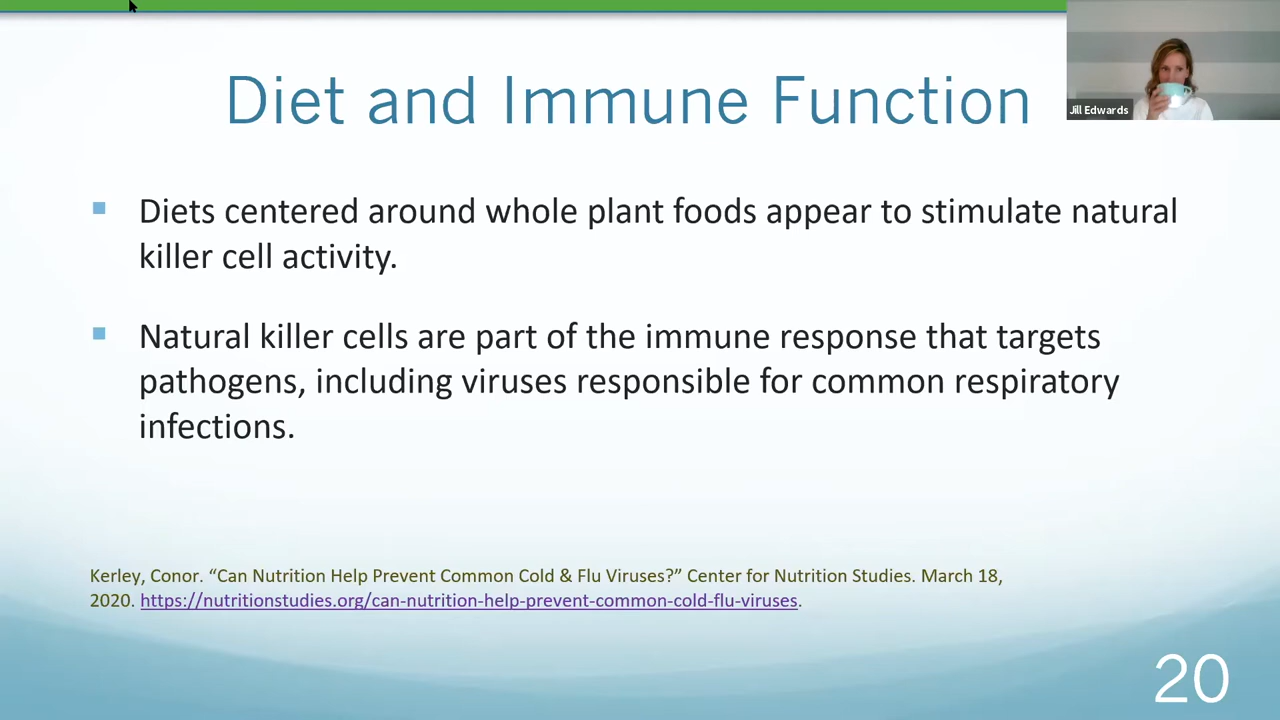 Diet and Immune Function
Jill Edwards
▪ Diets centered around whole plant foods appear to stimulate natural
killer cell activity.
▪ Natural killer cells are part of the immune response that targets
pathogens, including viruses responsible for common respiratory
infections.
Kerley, Conor. “Can Nutrition Help Prevent Common Cold & Flu Viruses?” Center for Nutrition Studies. March 18,
2020. https://nutritionstudies.org/can-nutrition-help-prevent-common-cold-flu-viruses.
20